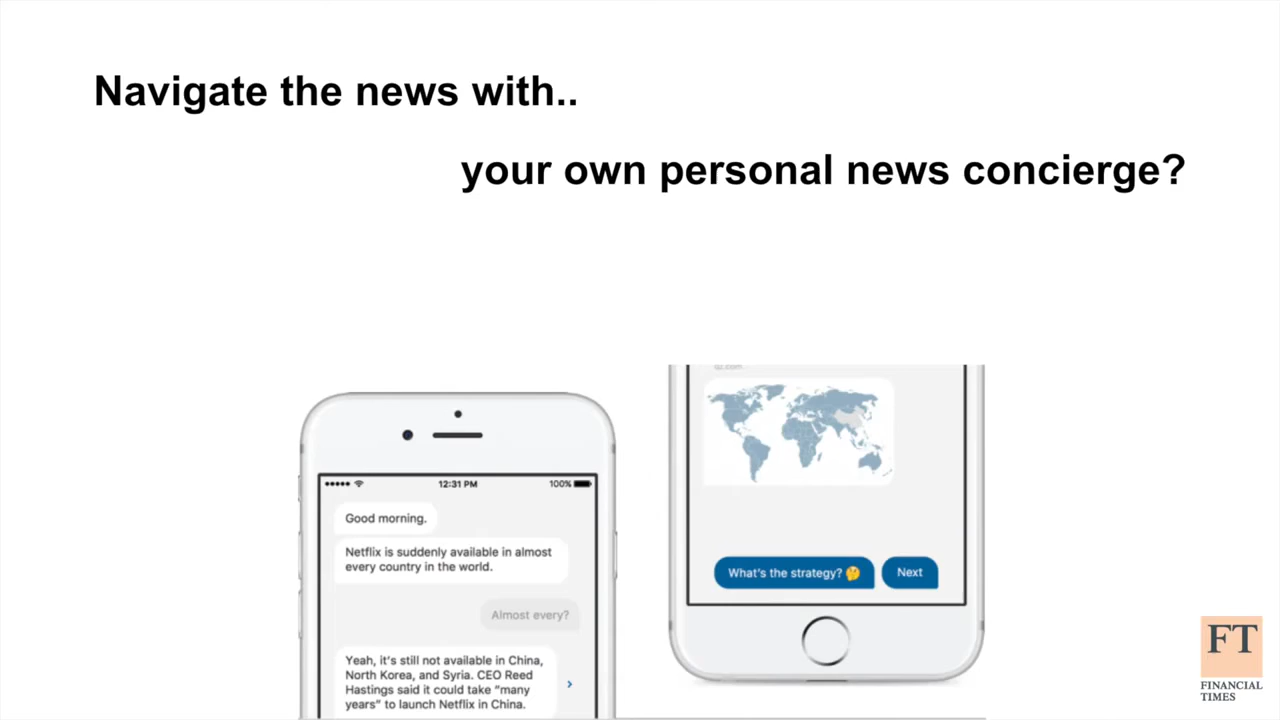 Navigate the news with..
your own personal news concierge?
12:31 PM
100%
Good morning.
Netflix is suddenly available in almost
every country in the world.
Almost every?
Yeah, it's still not available in China,
North Korea, and Syria. CEO Reed
Hastings said it could take "many
years" to launch Netflix in China.
What's the strategy? 🤔
Next
FT
FINANCIAL
TIMES